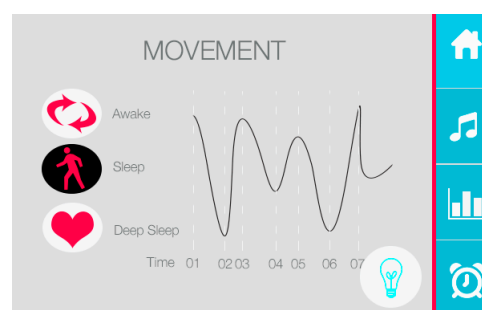 MOVEMENT
Awake
Sleep
Deep Sleep
Time 01 02 03 04 05 06 07